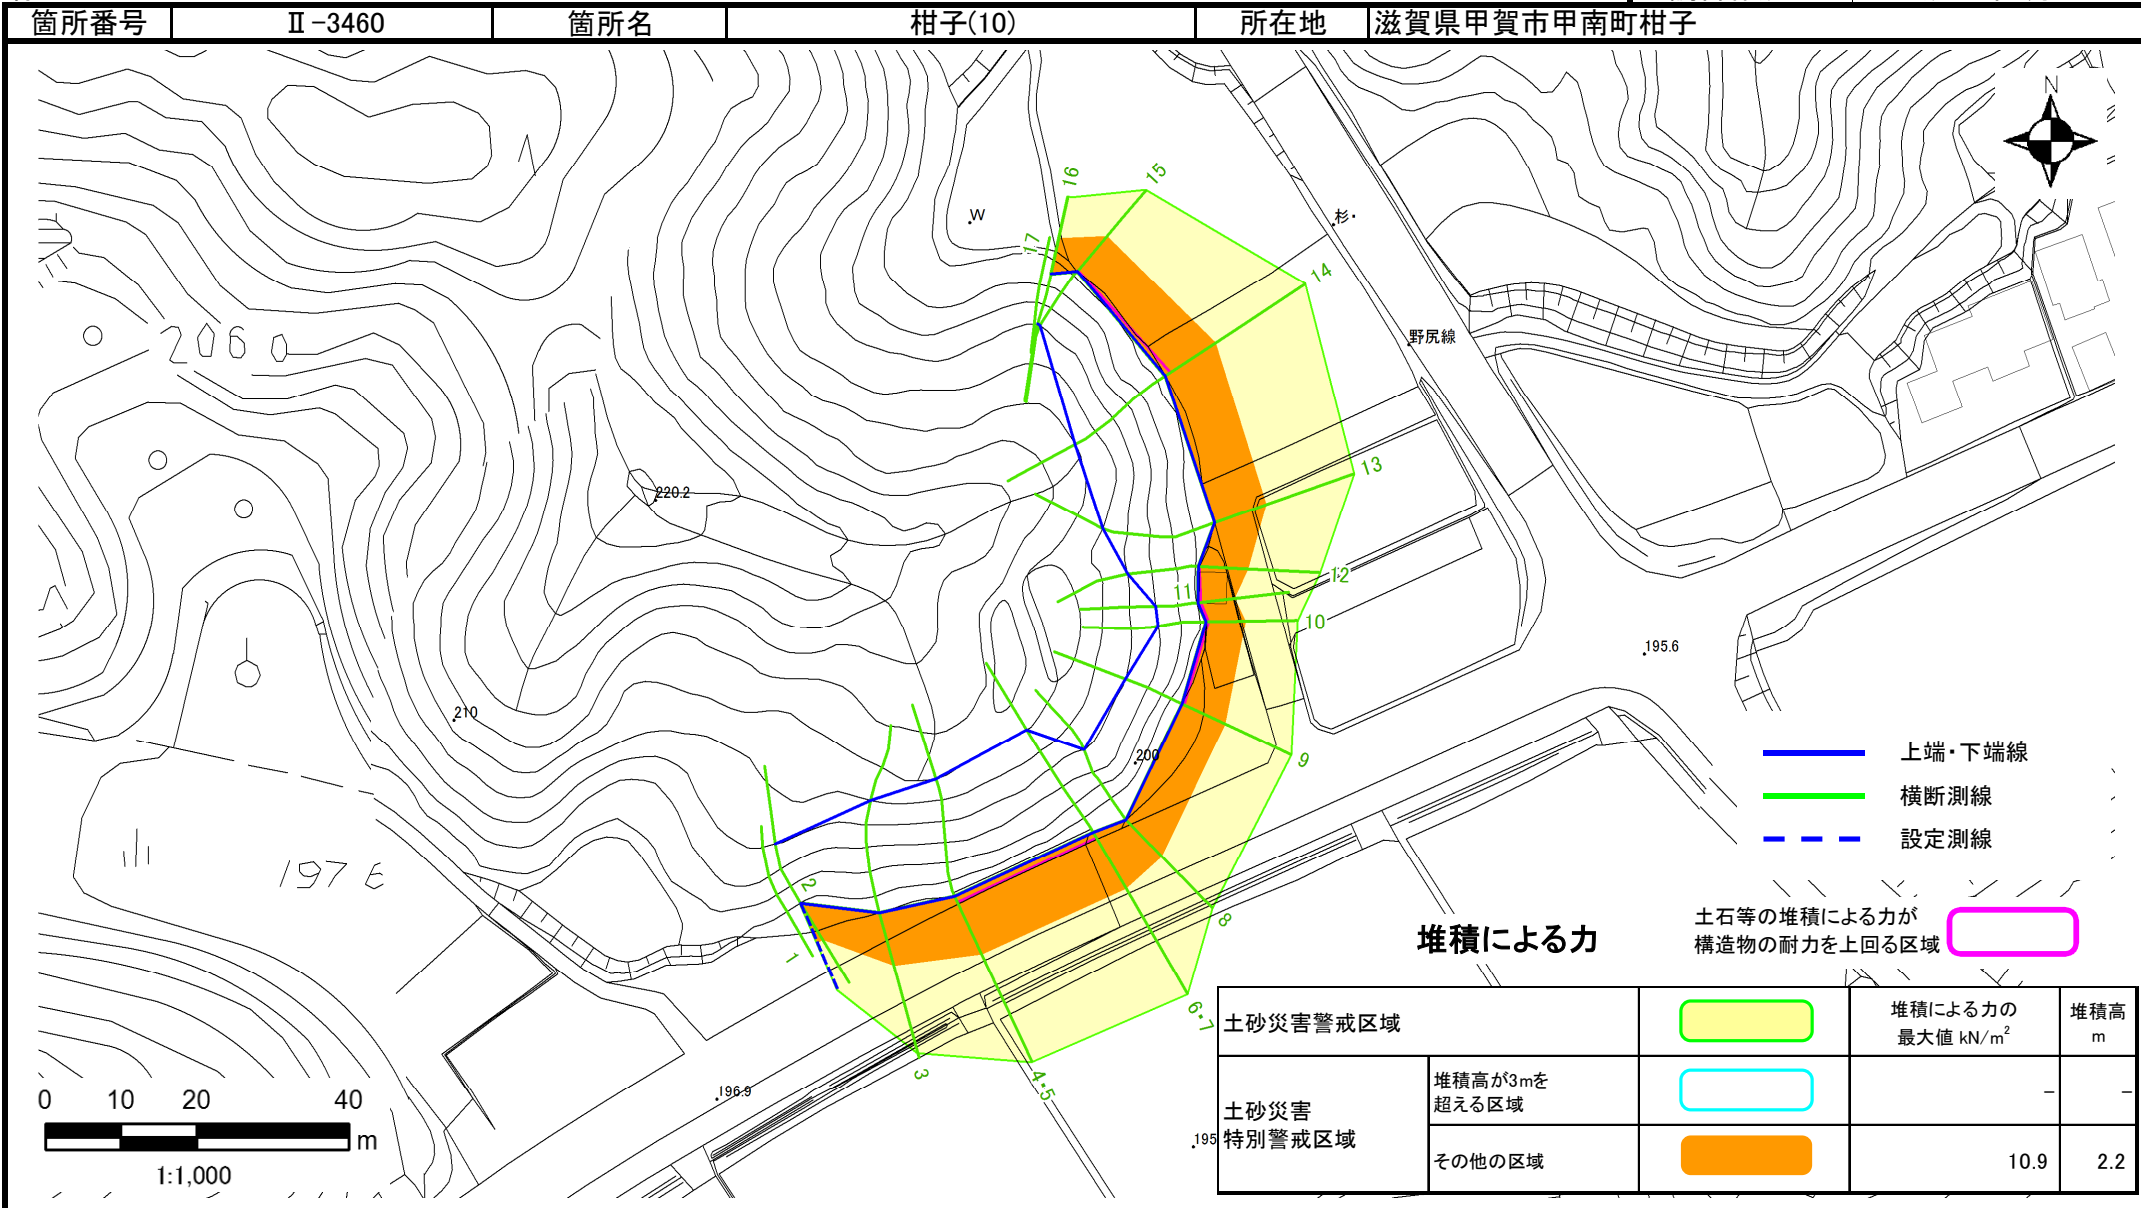 箇所番号 Ⅱ-3460 箇所名 柑子(10) 所在地 滋賀県甲賀市甲南町柑子
N
16
15
W
杉
17
14
野尻線
260
13
220.2
12
11
10
195.6
210
200
9
上端・下端線
横断測線
設定測線
2
1976
8
1
堆積による力
土石等の堆積による力が
構造物の耐力を上回る区域
6・7
3
4・5
196.9
195
土砂災害警戒区域
堆積による力の
最大値 kN/m²
堆積高
m
土砂災害
特別警戒区域
堆積高が3mを
超える区域
－ －
その他の区域
10.9 2.2
0 10 20 40
m
1:1,000